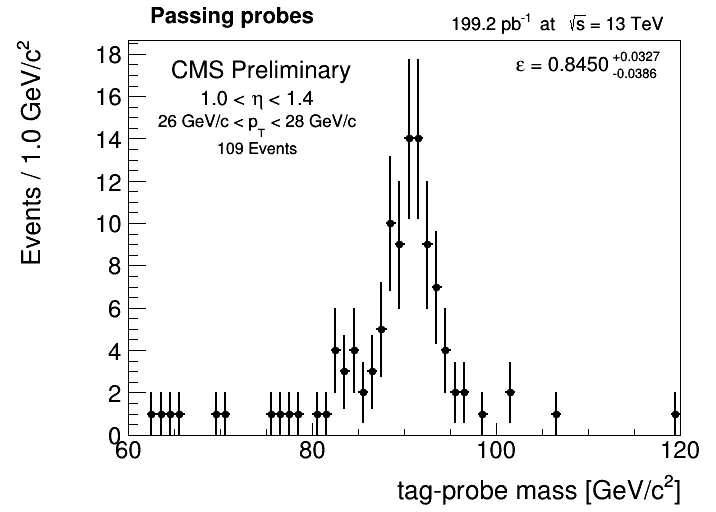 Passing probes
199.2 pb⁻¹ at √s = 13 TeV
CMS Preliminary
1.0 < η < 1.4
26 GeV/c < p_T < 28 GeV/c
109 Events
ε = 0.8450 +0.0327 -0.0386
Events / 1.0 GeV/c²
18
16
14
12
10
8
6
4
2
0
60 80 100 120
tag-probe mass [GeV/c²]